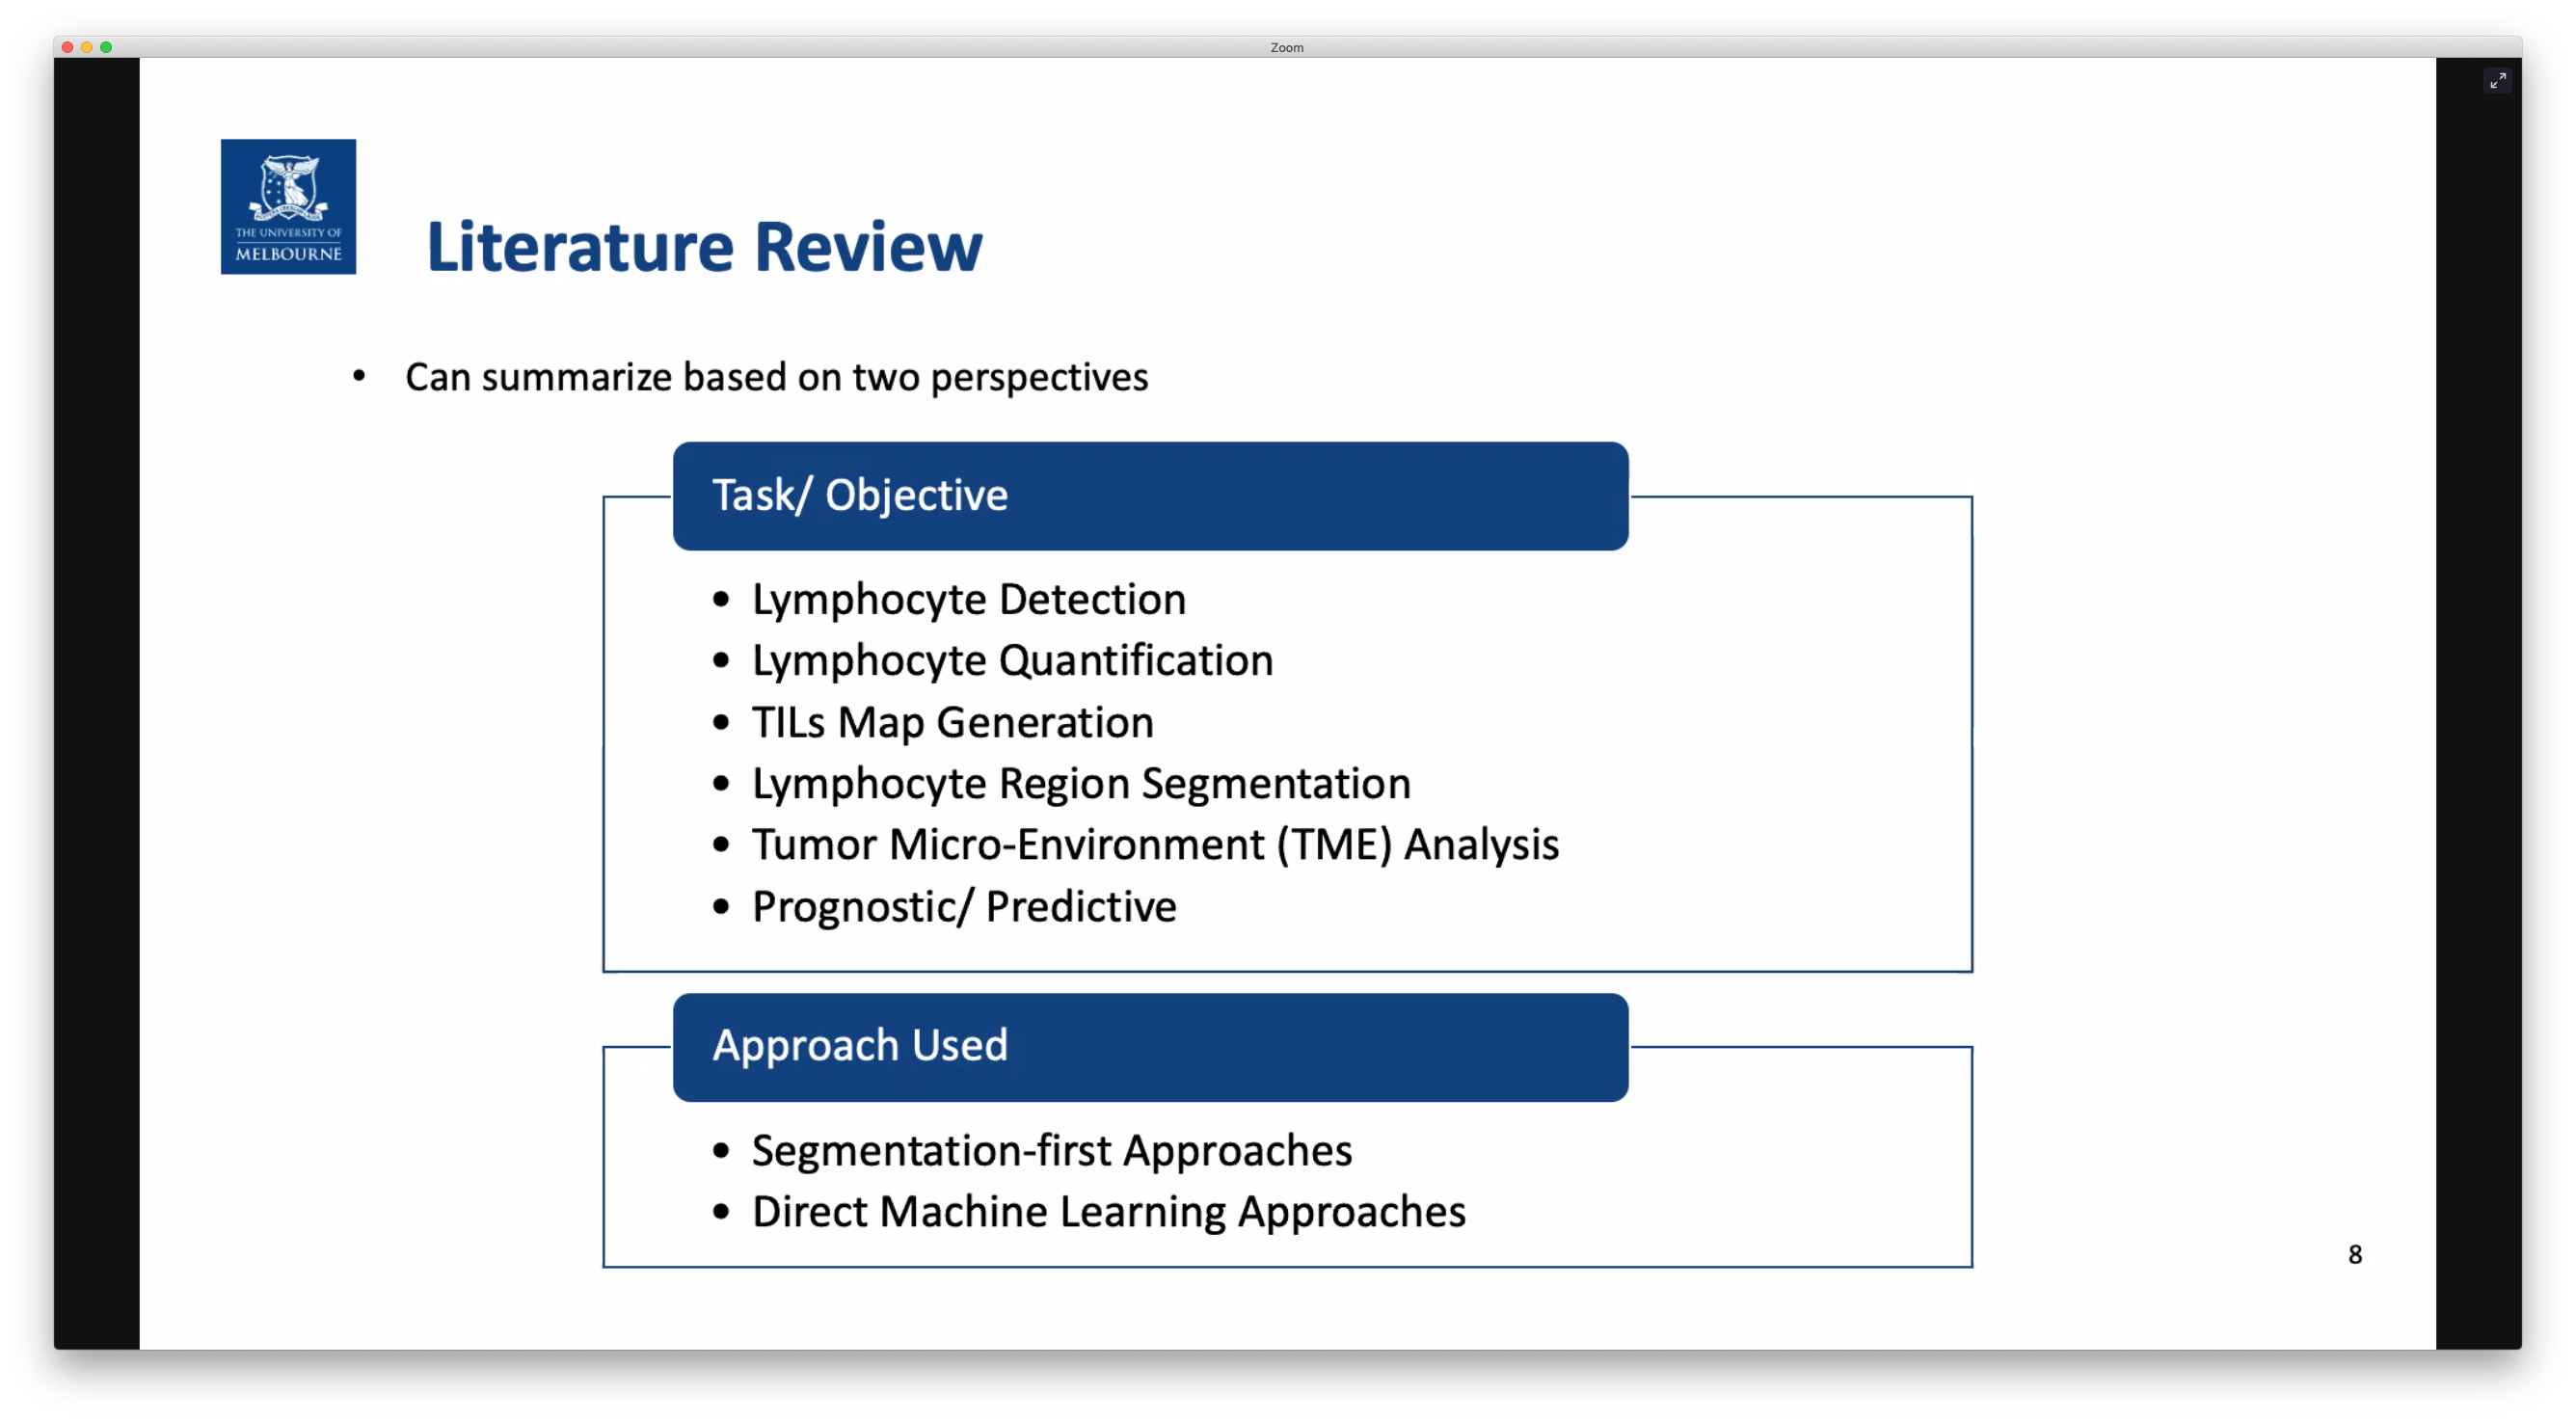 Zoom
THE UNIVERSITY OF
MELBOURNE
Literature Review
• Can summarize based on two perspectives
Task/ Objective
• Lymphocyte Detection
• Lymphocyte Quantification
• TILs Map Generation
• Lymphocyte Region Segmentation
• Tumor Micro-Environment (TME) Analysis
• Prognostic/ Predictive
Approach Used
• Segmentation-first Approaches
• Direct Machine Learning Approaches
8